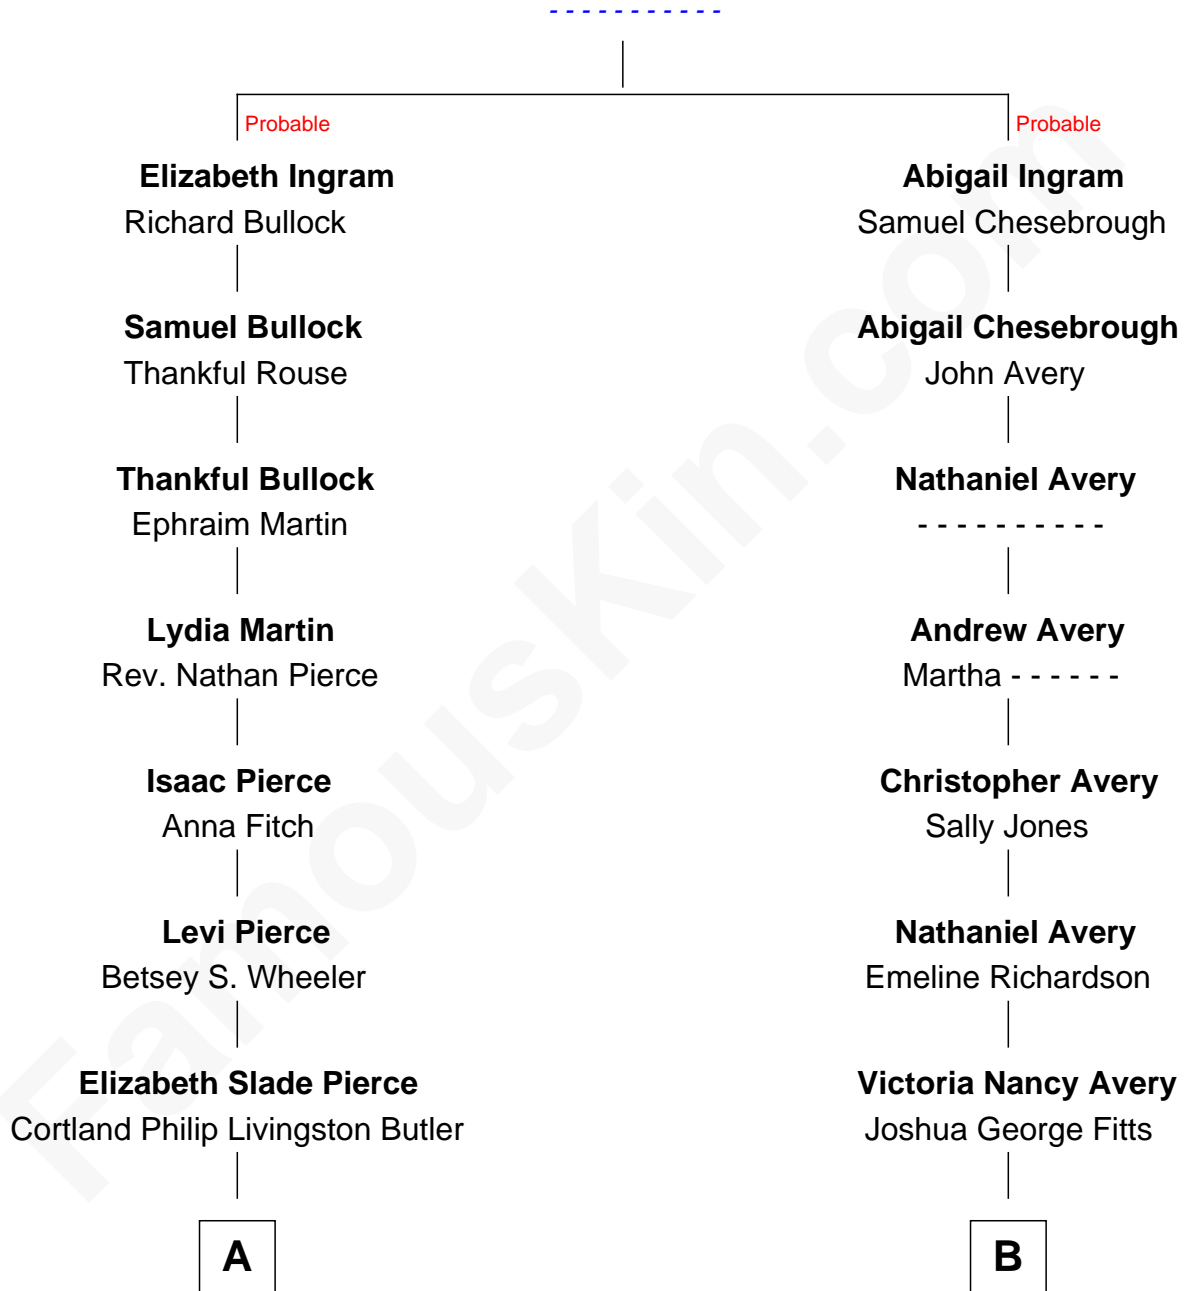 - - - - - - - - - - -
Probable
Probable
Elizabeth Ingram
Richard Bullock
Abigail Ingram
Samuel Chesebrough
Samuel Bullock
Thankful Rouse
Abigail Chesebrough
John Avery
Thankful Bullock
Ephraim Martin
Nathaniel Avery
- - - - - - - - - -
Lydia Martin
Rev. Nathan Pierce
Andrew Avery
Martha - - - - - -
Isaac Pierce
Anna Fitch
Christopher Avery
Sally Jones
Levi Pierce
Betsey S. Wheeler
Nathaniel Avery
Emeline Richardson
Elizabeth Slade Pierce
Cortland Philip Livingston Butler
Victoria Nancy Avery
Joshua George Fitts
A
B
FamousKin.com